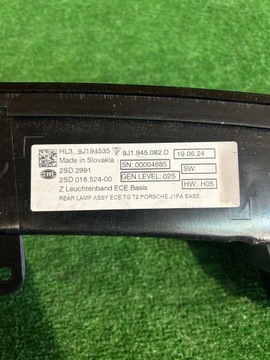 HL3_9J194535 9J1.945.082.D 19.06.24
Made in Slovakia SN: 00004685 SW:
2SD 2991 GEN LEVEL: 02S HW: H05
2SD 016.524-00
Z Leuchtenband ECE Basis
REAR LAMP ASSY ECE TG T2 PORSCHE J1PA BASE